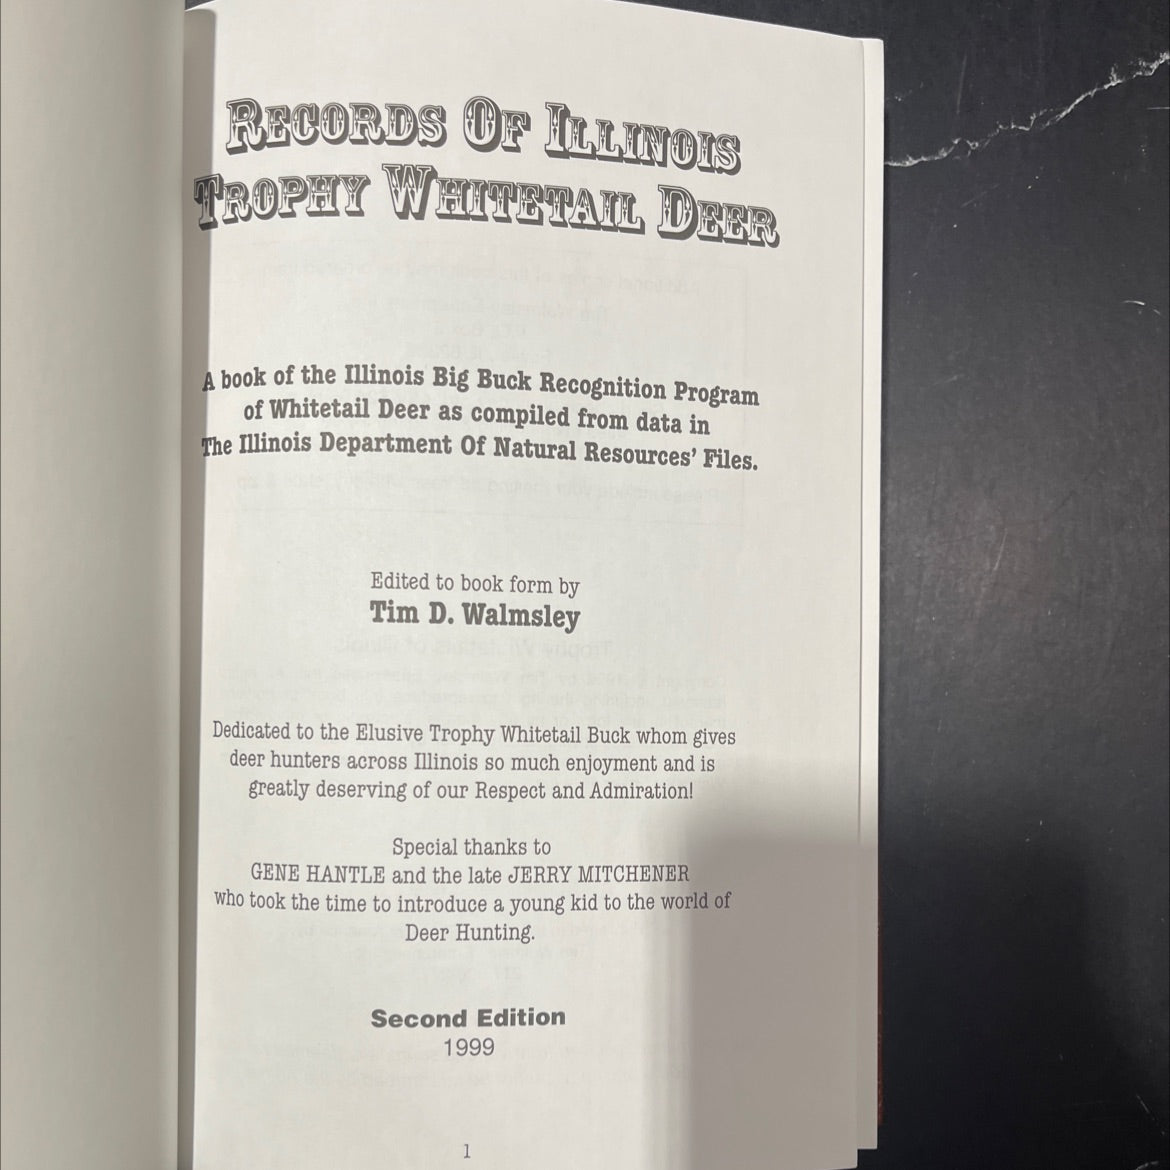 RECORDS OF ILLINOIS
TROPHY WHITETAIL DEER
A book of the Illinois Big Buck Recognition Program
of Whitetail Deer as compiled from data in
The Illinois Department Of Natural Resources' Files.
Edited to book form by
Tim D. Walmsley
Dedicated to the Elusive Trophy Whitetail Buck whom gives
deer hunters across Illinois so much enjoyment and is
greatly deserving of our Respect and Admiration!
Special thanks to
GENE HANTLE and the late JERRY MITCHENER
who took the time to introduce a young kid to the world of
Deer Hunting.
Second Edition
1999
1